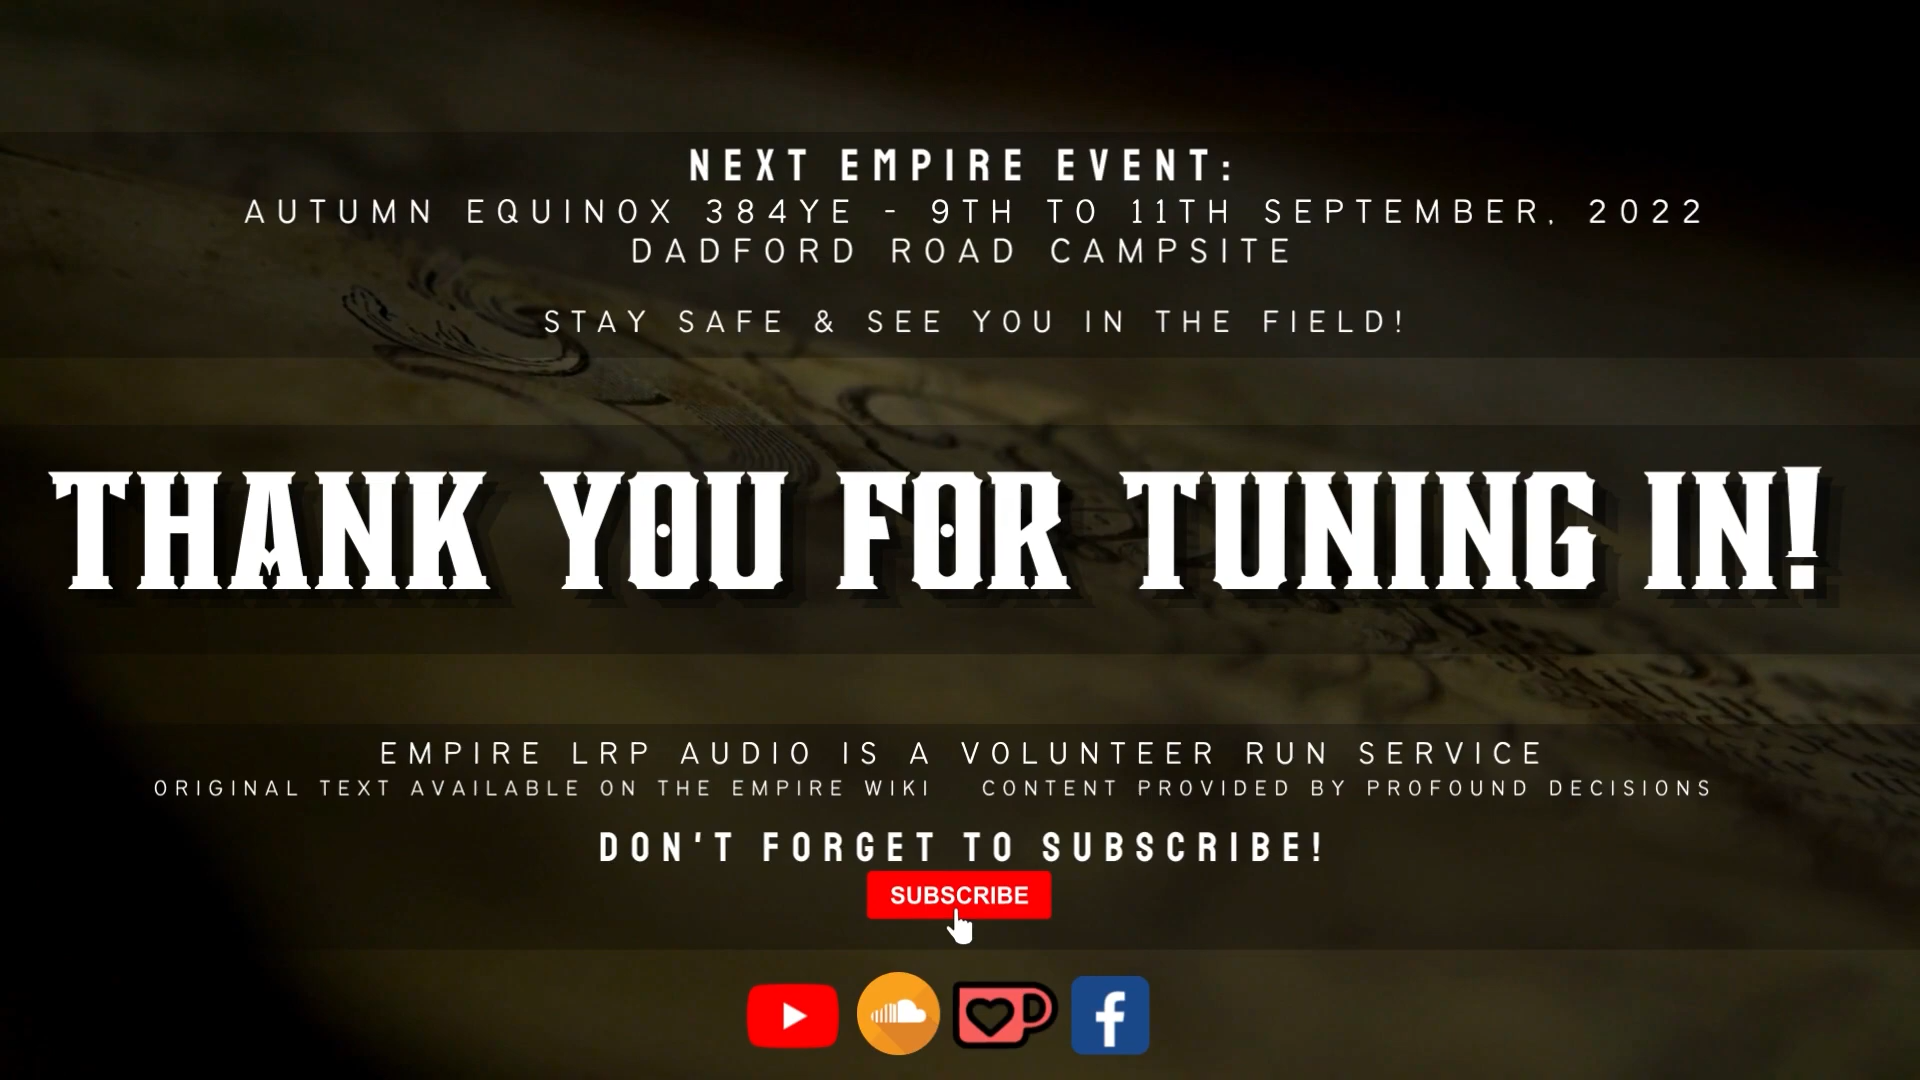 NEXT EMPIRE EVENT:
AUTUMN EQUINOX 384YE - 9TH TO 11TH SEPTEMBER, 2022
DADFORD ROAD CAMPSITE
STAY SAFE & SEE YOU IN THE FIELD!
THANK YOU FOR TUNING IN!
EMPIRE LRP AUDIO IS A VOLUNTEER RUN SERVICE
ORIGINAL TEXT AVAILABLE ON THE EMPIRE WIKI CONTENT PROVIDED BY PROFOUND DECISIONS
DON'T FORGET TO SUBSCRIBE!
SUBSCRIBE